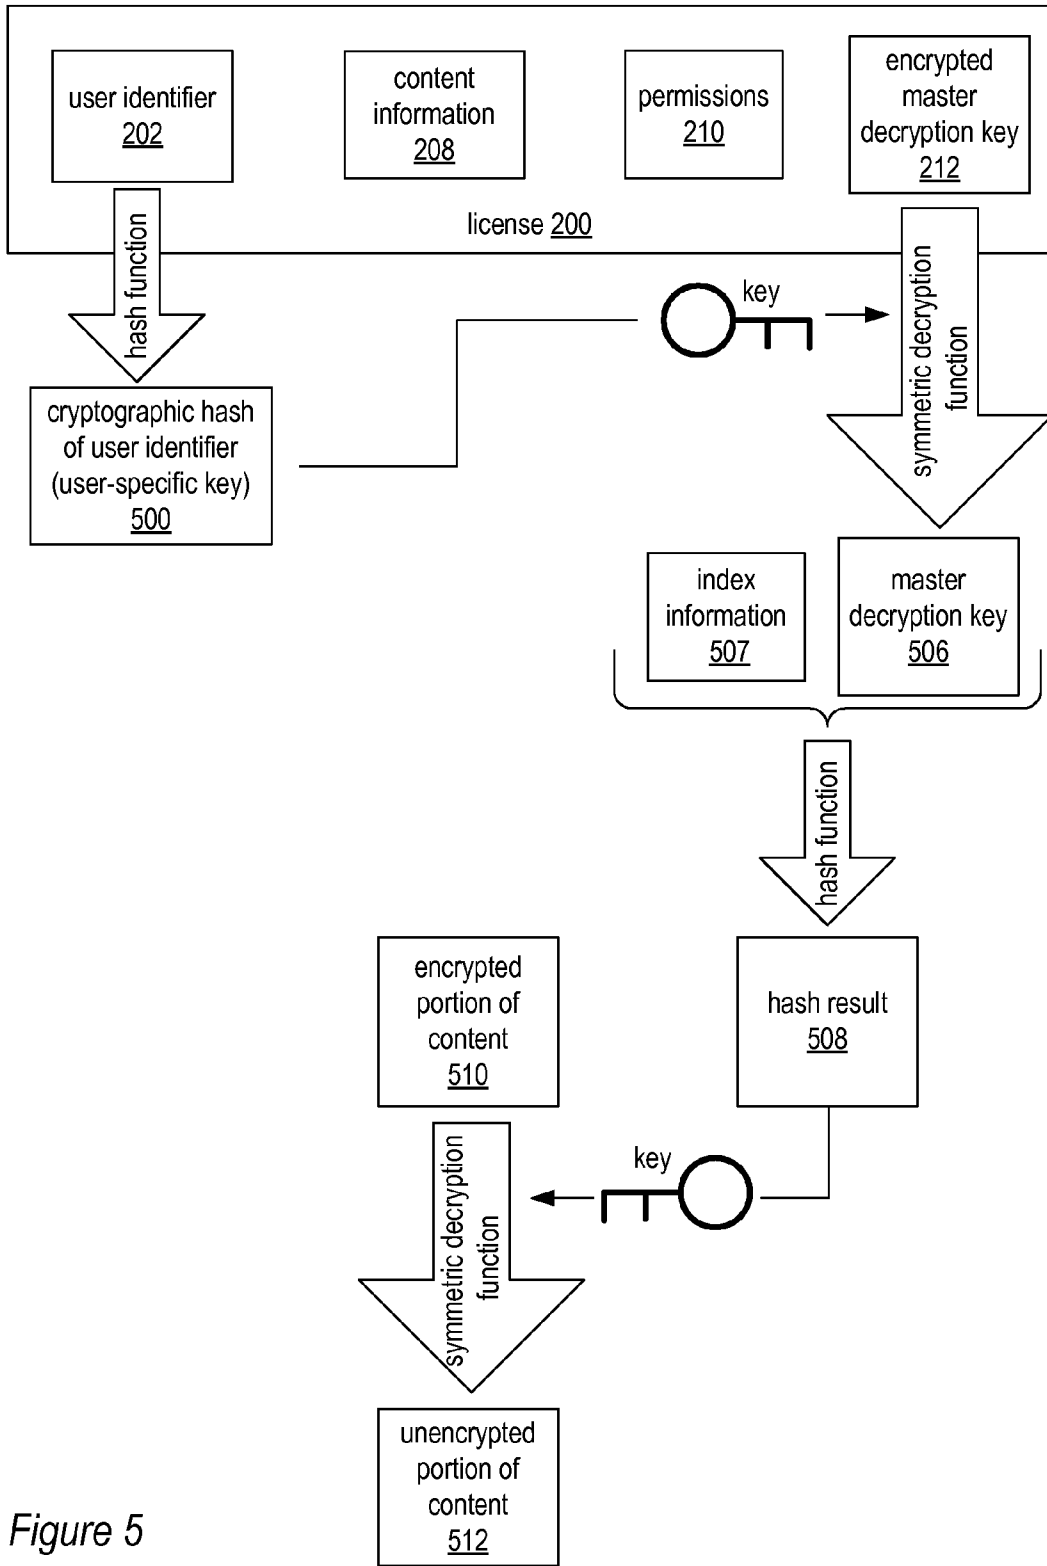 user identifier
202
content
information
208
permissions
210
encrypted
master
decryption key
212
license 200
hash function
symmetric decryption
function
key
cryptographic hash
of user identifier
(user-specific key)
500
index
information
507
master
decryption key
506
hash function
encrypted
portion of
content
510
hash result
508
key
symmetric decryption
function
unencrypted
portion of
content
512
Figure 5